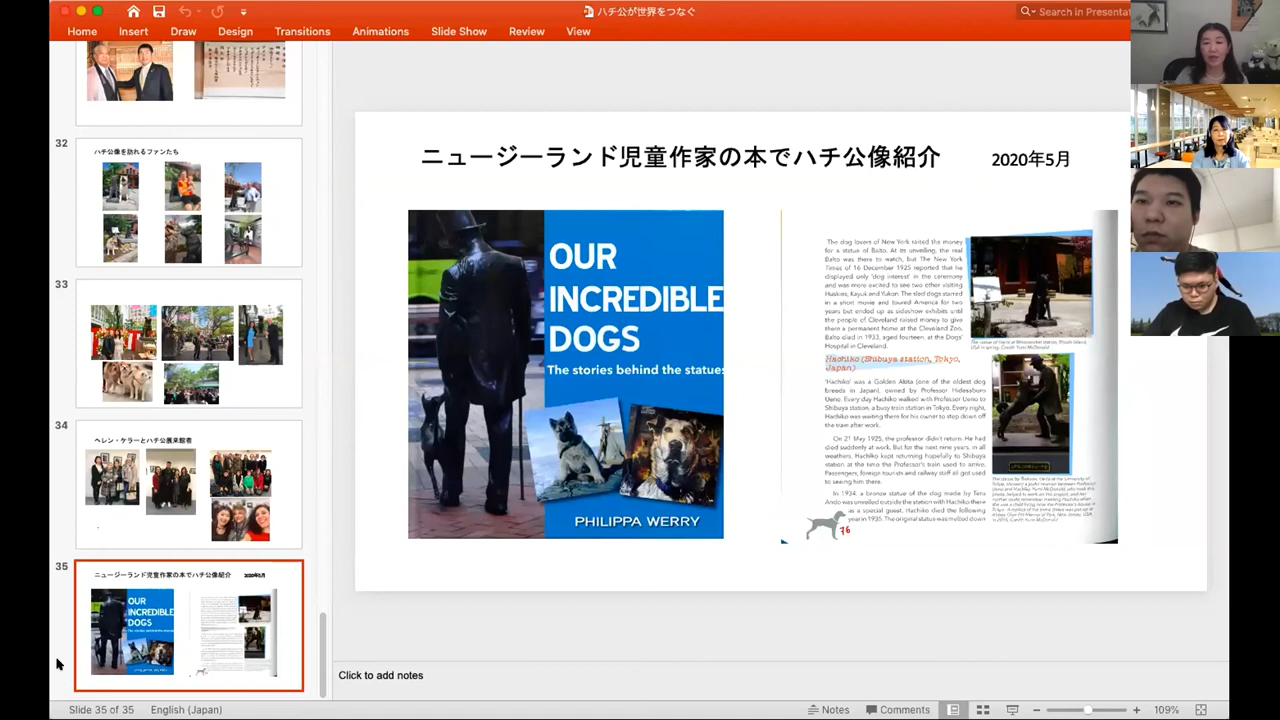 ハチ公が世界をつなぐ
Search in Presentat
Home Insert Draw Design Transitions Animations Slide Show Review View
32
ハチ公像を訪れるファンたち
33
34
ヘレン・ケラーとハチ公展来館者
35
ニュージーランド児童作家の本でハチ公像紹介 2020年5月
OUR
INCREDIBLE
DOGS
ニュージーランド児童作家の本でハチ公像紹介 2020年5月
OUR
INCREDIBLE
DOGS
The stories behind the statues
PHILIPPA WERRY
The dog lovers of New York raised the money
for a statue of Balto. At its unveiling, the real
Balto was there to watch, but The New York
Times of 16 December 1925 reported that he
displayed only 'dog interest' in the ceremony
and was more excited to see two other visiting
Huskies, Kayuk and Yukon. The sled dogs starred
in a short movie and toured America for two
years but ended up as sideshow exhibits until
the people of Cleveland raised money to give
them a permanent home at the Cleveland Zoo.
Balto died in 1933, aged fourteen, at the Dogs'
Hospital in Cleveland.
Hachiko (Shibuya station, Tokyo,
Japan)
'Hachiko' was a Golden Akita (one of the oldest dog
breeds in Japan), owned by Professor Hidesaburo
Ueno. Every day Hachiko walked with Professor Ueno to
Shibuya station, a busy train station in Tokyo. Every night,
Hachiko was waiting there for his owner to step down off
the train after work.
On 21 May 1925, the professor didn't return. He had
died suddenly at work. But for the next nine years, in all
weathers, Hachiko kept returning hopefully to Shibuya
station at the time the Professor's train used to arrive.
Passengers, foreign tourists and railway staff all got used
to seeing him there.
In 1934, a bronze statue of the dog made by Teru
Ando was unveiled outside the station with Hachiko there
as a special guest. Hachiko died the following
year in 1935. The original statue was melted down
76
Click to add notes
Slide 35 of 35 English (Japan) Notes Comments 109%